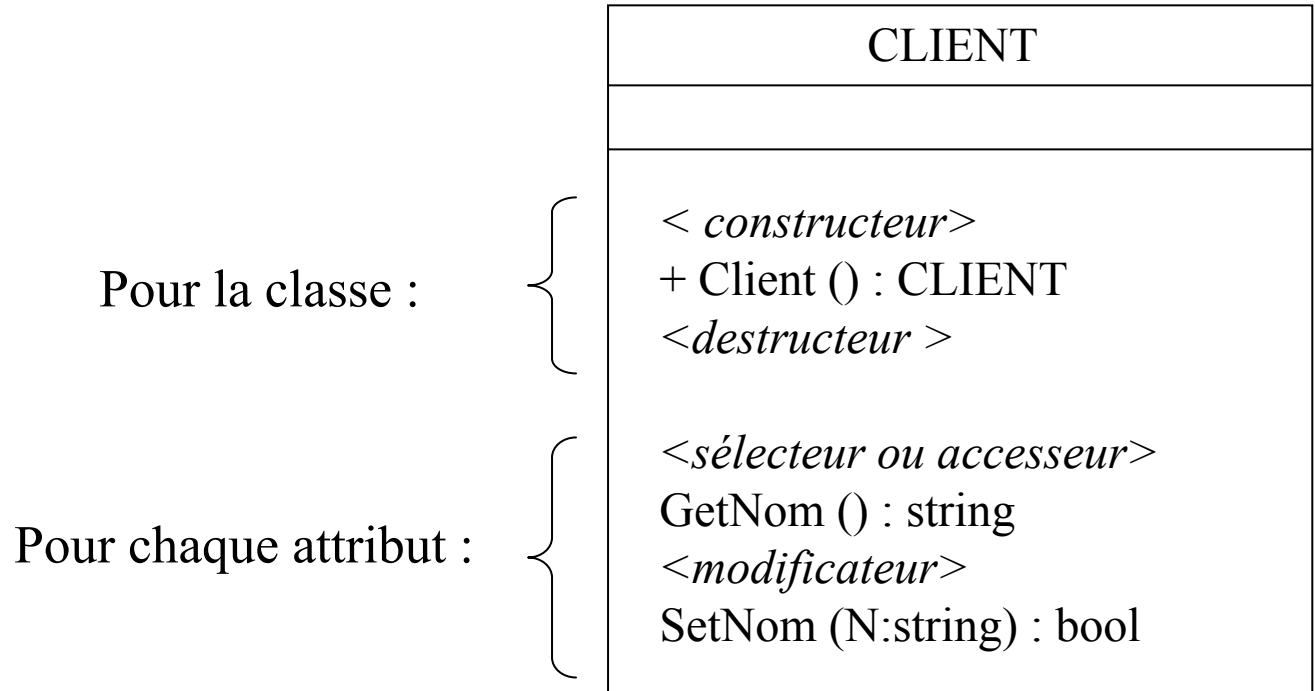 CLIENT
Pour la classe :
< constructeur>
+ Client () : CLIENT
<destructeur >
Pour chaque attribut :
<sélecteur ou accesseur>
GetNom () : string
<modificateur>
SetNom (N:string) : bool